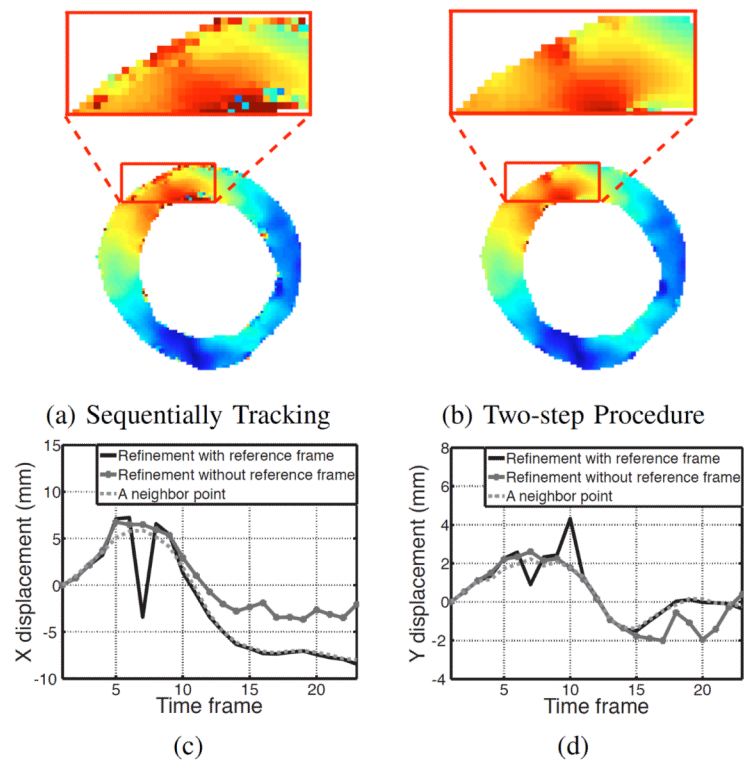 (a) Sequentially Tracking
(b) Two-step Procedure
15
10
5
0
-5
-10
X displacement (mm)
Refinement with reference frame
Refinement without reference frame
A neighbor point
5
10
15
20
Time frame
(c)
8
6
4
2
0
-2
-4
Y displacement (mm)
Refinement with reference frame
Refinement without reference frame
A neighbor point
5
10
15
20
Time frame
(d)